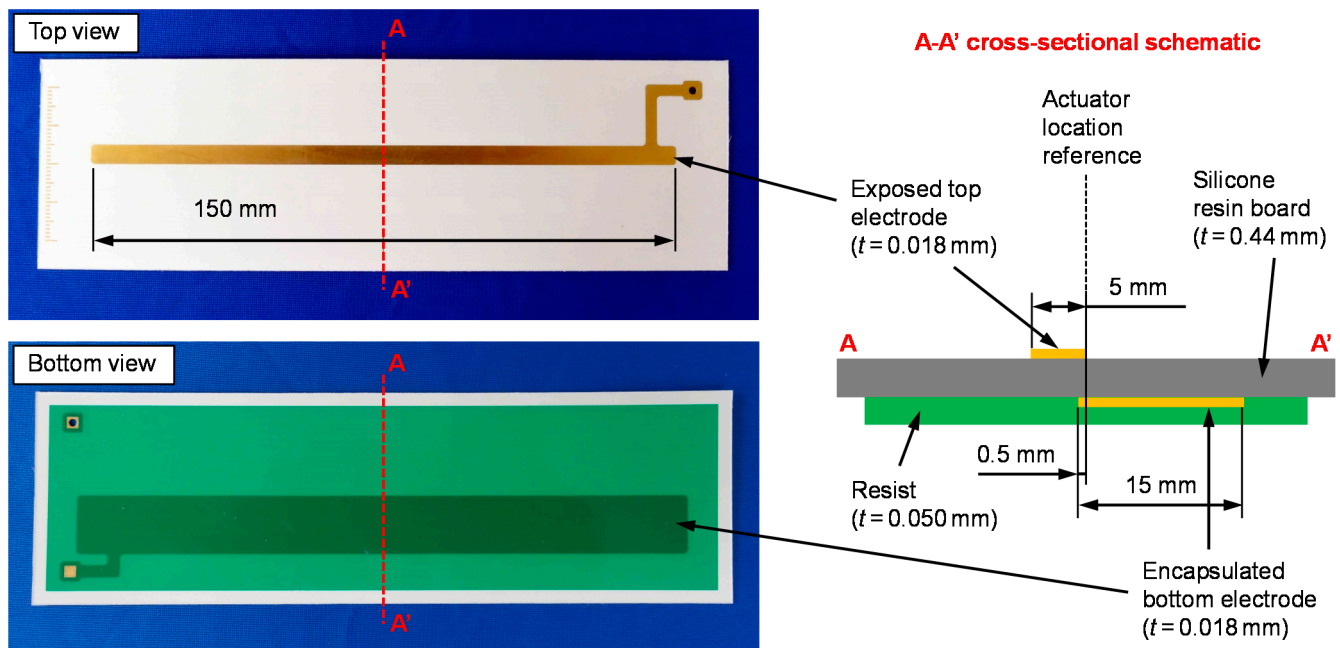 Top view
A
150 mm
A'
Bottom view
A
A'
A-A' cross-sectional schematic
Actuator
location
reference
Exposed top
electrode
(t = 0.018 mm)
Silicone
resin board
(t = 0.44 mm)
5 mm
A
A'
0.5 mm
15 mm
Resist
(t = 0.050 mm)
Encapsulated
bottom electrode
(t = 0.018 mm)